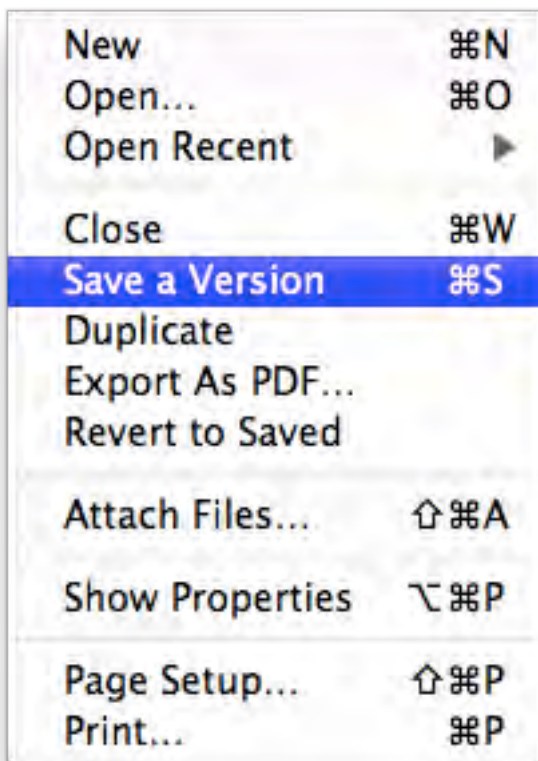 New ⌘N
Open... ⌘O
Open Recent ▶
Close ⌘W
Save a Version ⌘S
Duplicate
Export As PDF...
Revert to Saved
Attach Files... ⇧⌘A
Show Properties ⌥⌘P
Page Setup... ⇧⌘P
Print... ⌘P